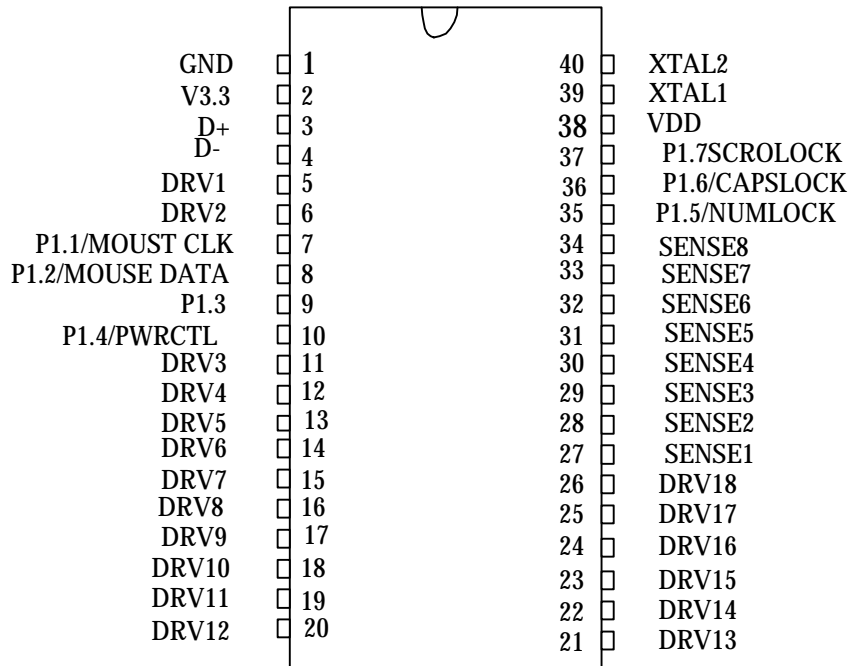 GND 1 40 XTAL2
V3.3 2 39 XTAL1
D+ 3 38 VDD
D- 4 37 P1.7SCROLOCK
DRV1 5 36 P1.6/CAPSLOCK
DRV2 6 35 P1.5/NUMLOCK
P1.1/MOUST CLK 7 34 SENSE8
P1.2/MOUSE DATA 8 33 SENSE7
P1.3 9 32 SENSE6
P1.4/PWRCTL 10 31 SENSE5
DRV3 11 30 SENSE4
DRV4 12 29 SENSE3
DRV5 13 28 SENSE2
DRV6 14 27 SENSE1
DRV7 15 26 DRV18
DRV8 16 25 DRV17
DRV9 17 24 DRV16
DRV10 18 23 DRV15
DRV11 19 22 DRV14
DRV12 20 21 DRV13